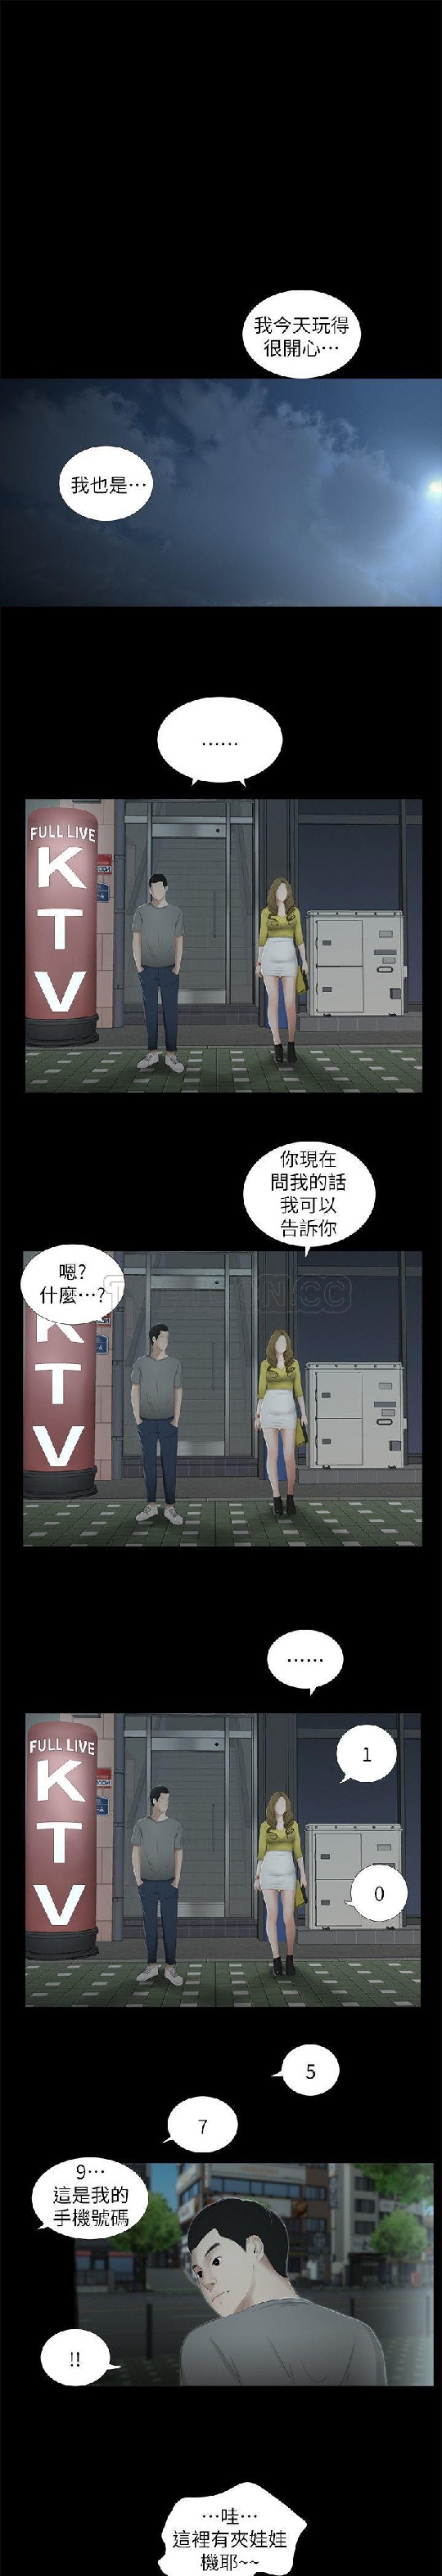 我今天玩得
很開心…
我也是…
……
FULL LIVE
K
T
V
你現在
問我的話
我可以
告訴你
嗯?
什麼…?
K
T
V
……
1
FULL LIVE
K
T
V
0
5
7
9…
這是我的
手機號碼
!!
…哇…
這裡有夾娃娃
機耶~~